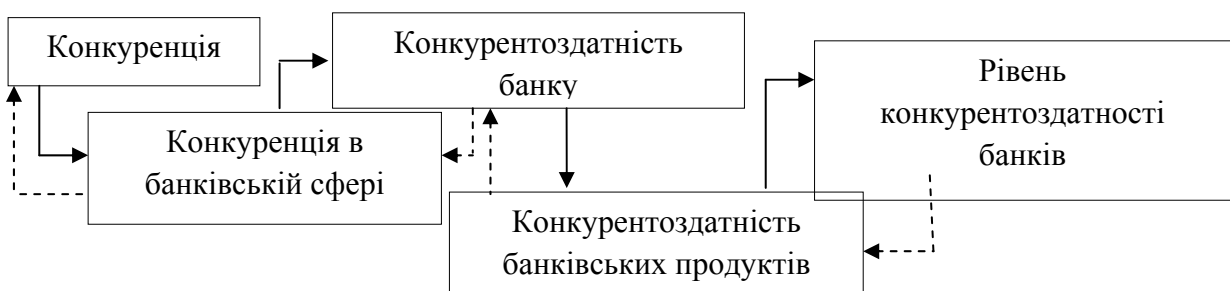 Конкуренція
Конкуренція в
банківській сфері
Конкурентоздатність
банку
Конкурентоздатність
банківських продуктів
Рівень
конкурентоздатності
банків